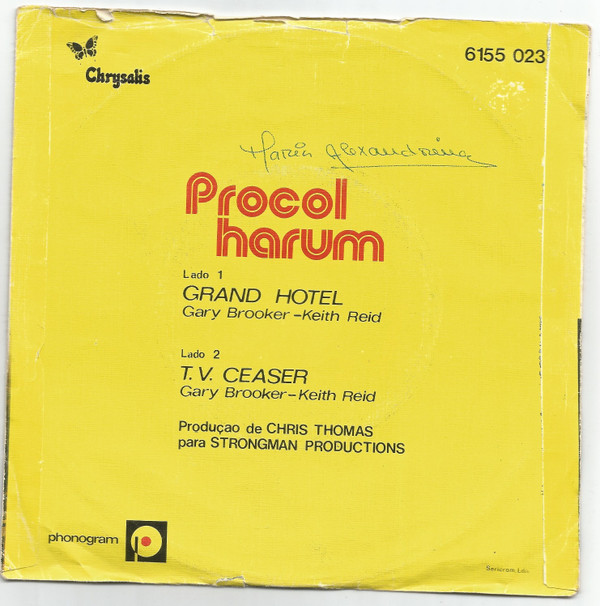 Chrysalis
6155 023
Maria Alexandrina
Procol
harum
Lado 1
GRAND HOTEL
Gary Brooker-Keith Reid
Lado 2
T.V. CEASER
Gary Brooker-Keith Reid
Produçao de CHRIS THOMAS
para STRONGMAN PRODUCTIONS
phonogram